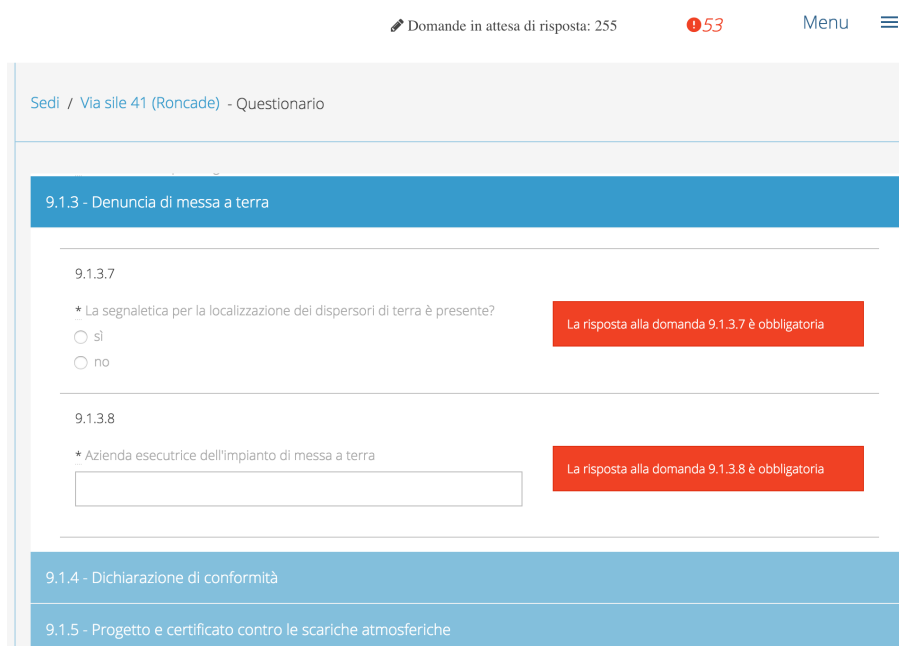 Domande in attesa di risposta: 255
53
Menu
Sedi / Via sile 41 (Roncade) - Questionario
9.1.3 - Denuncia di messa a terra
9.1.3.7
* La segnaletica per la localizzazione dei dispersori di terra è presente?
La risposta alla domanda 9.1.3.7 è obbligatoria
sì
no
9.1.3.8
* Azienda esecutrice dell'impianto di messa a terra
La risposta alla domanda 9.1.3.8 è obbligatoria
9.1.4 - Dichiarazione di conformità
9.1.5 - Progetto e certificato contro le scariche atmosferiche